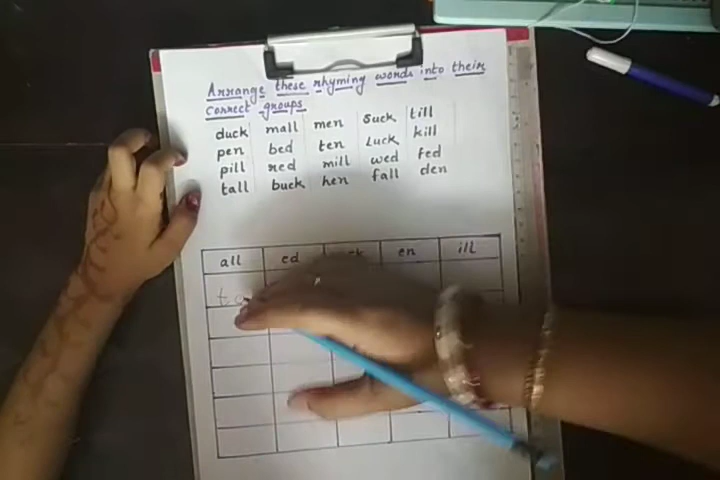 Arrange these rhyming words into their
correct groups
duck mall men suck till
pen bed ten Luck kill
pill red mill wed Fed
tall buck hen fall den
all ed en ill